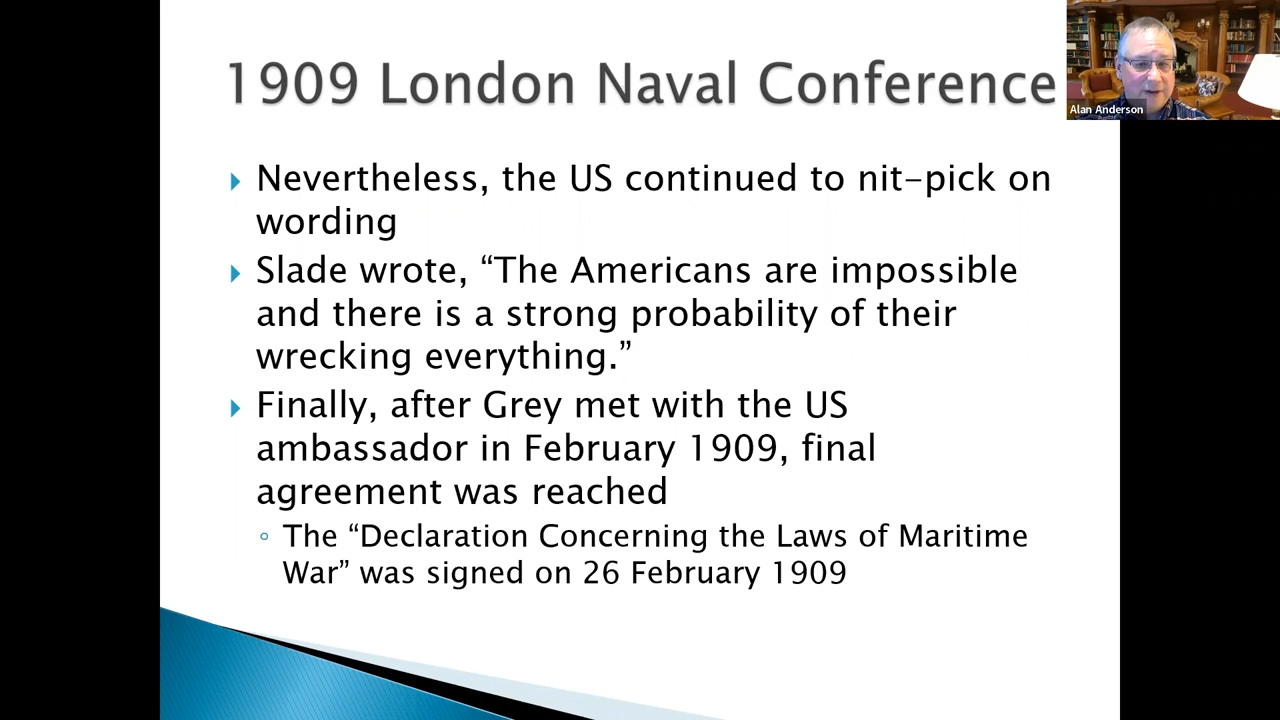 1909 London Naval Conference
Alan Anderson
Nevertheless, the US continued to nit-pick on
wording
Slade wrote, “The Americans are impossible
and there is a strong probability of their
wrecking everything.”
Finally, after Grey met with the US
ambassador in February 1909, final
agreement was reached
The “Declaration Concerning the Laws of Maritime
War” was signed on 26 February 1909